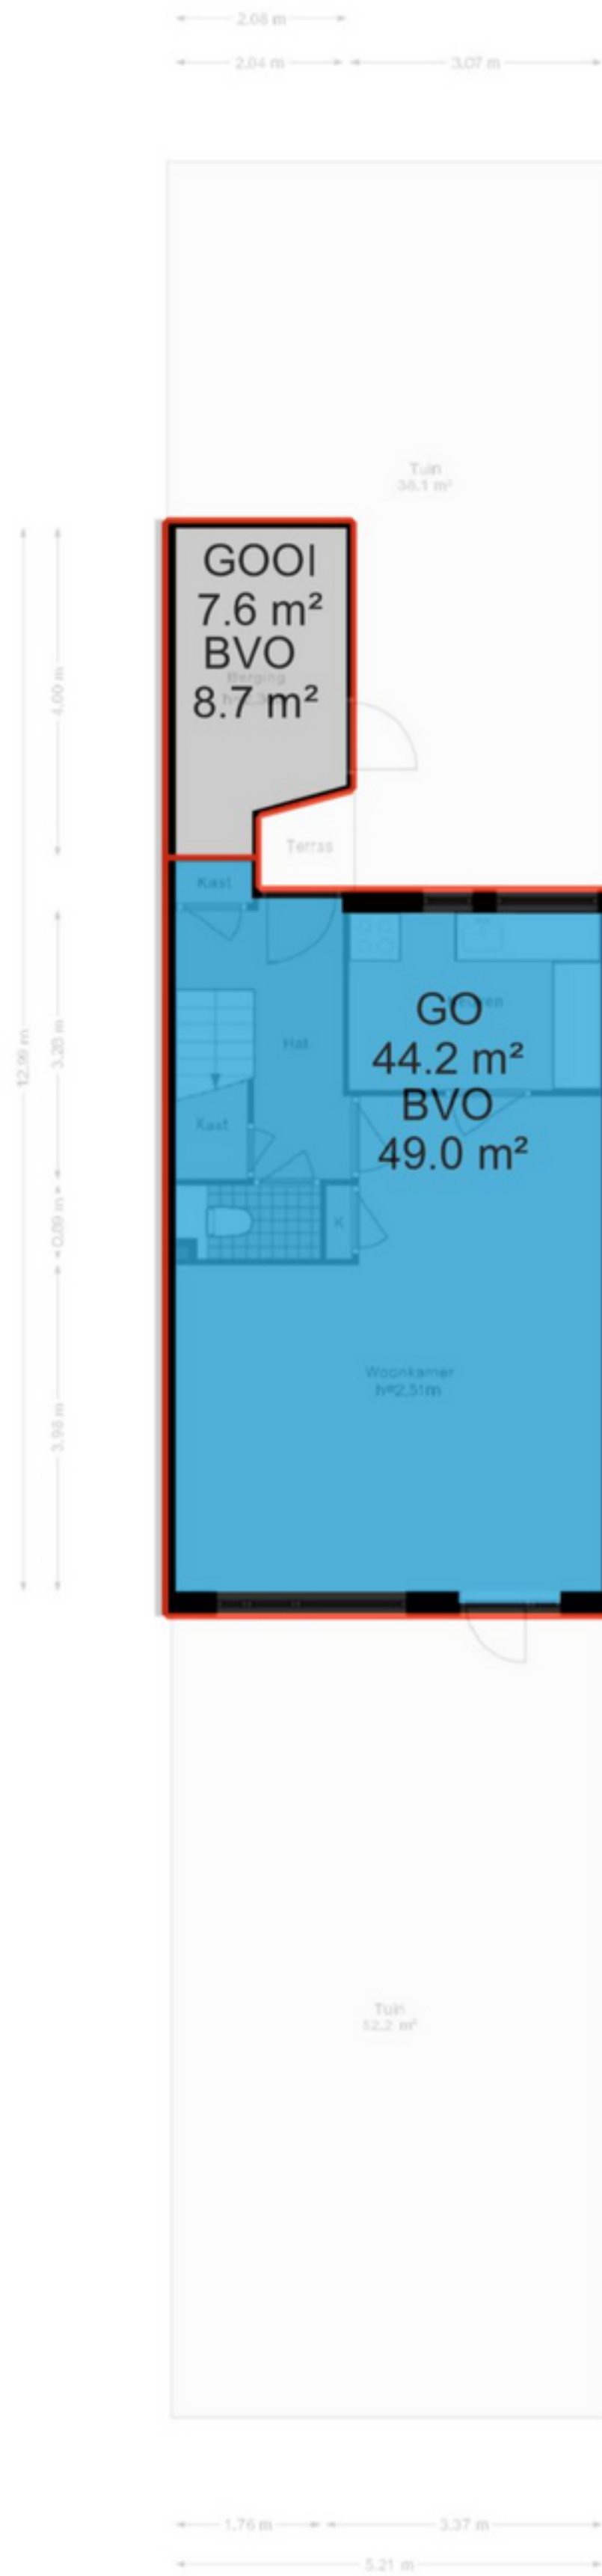 2.08 m
2.04 m
3.07 m
Tuin
38.1 m²
GOOI
7.6 m²
BVO
Berging
8.7 m²
4.00 m
Terras
Kast
GO
44.2 m²
Hal
BVO
49.0 m²
12.99 m
3.28 m
Kast
K
0.89 m
Woonkamer
h=2,51m
3.98 m
Tuin
52.2 m²
1.76 m
3.37 m
5.21 m